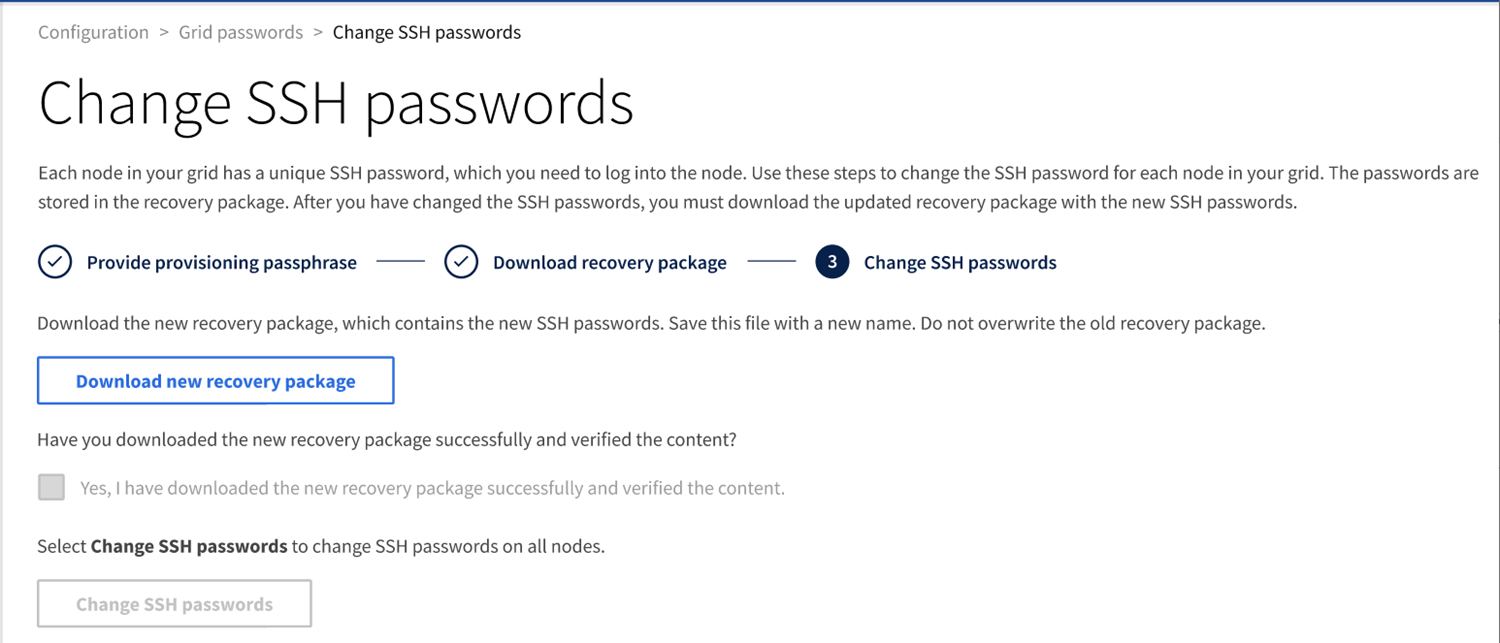 Configuration > Grid passwords > Change SSH passwords
Change SSH passwords
Each node in your grid has a unique SSH password, which you need to log into the node. Use these steps to change the SSH password for each node in your grid. The passwords are
stored in the recovery package. After you have changed the SSH passwords, you must download the updated recovery package with the new SSH passwords.
Provide provisioning passphrase Download recovery package 3 Change SSH passwords
Download the new recovery package, which contains the new SSH passwords. Save this file with a new name. Do not overwrite the old recovery package.
Download new recovery package
Have you downloaded the new recovery package successfully and verified the content?
Yes, I have downloaded the new recovery package successfully and verified the content.
Select Change SSH passwords to change SSH passwords on all nodes.
Change SSH passwords